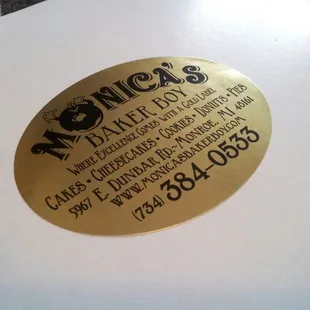 MONICA'S
BAKER BOY
WHERE EXCELLENCE COMES WITH A GOLD LABEL
CAKES • CHEESECAKES • COOKIES • DONUTS • PIES
5967 E. DUNBAR RD~MONROE, MI 48161
WWW.MONICASBAKERBOY.COM
(734) 384-0533